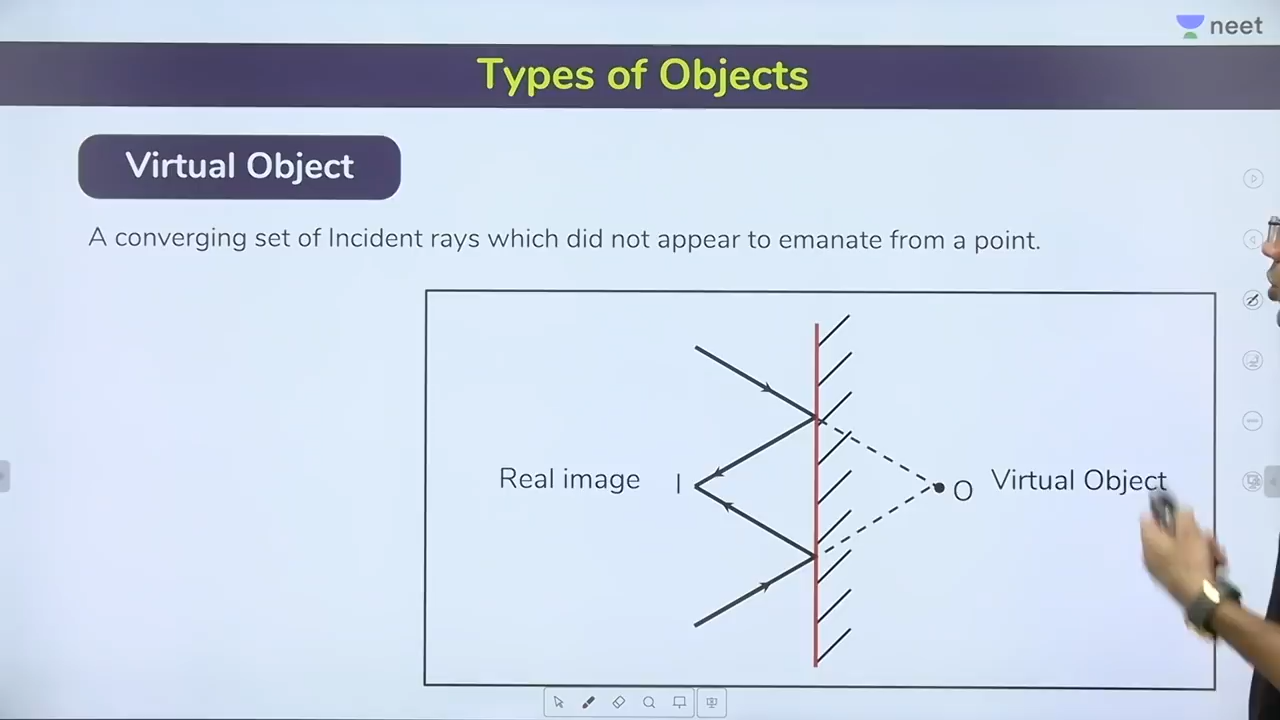 neet
Types of Objects
Virtual Object
A converging set of Incident rays which did not appear to emanate from a point.
Real image I
O Virtual Object